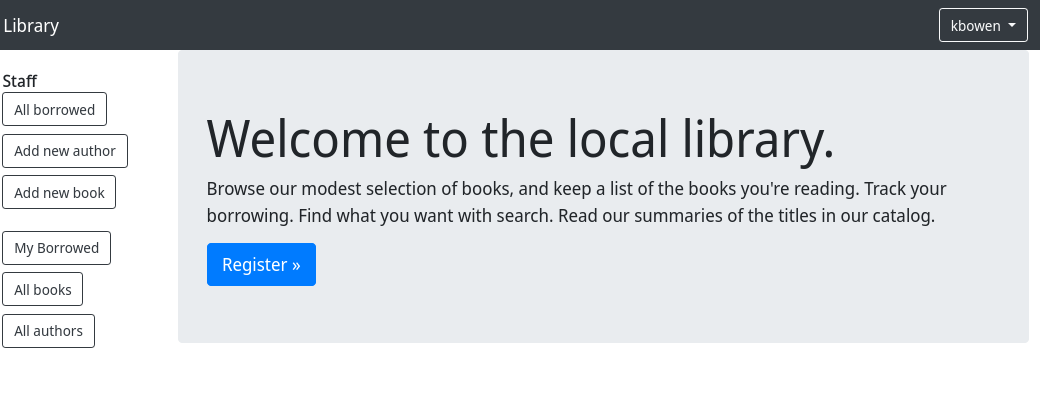 Library
kbowen
Staff
All borrowed
Add new author
Add new book
My Borrowed
All books
All authors
Welcome to the local library.
Browse our modest selection of books, and keep a list of the books you're reading. Track your
borrowing. Find what you want with search. Read our summaries of the titles in our catalog.
Register »